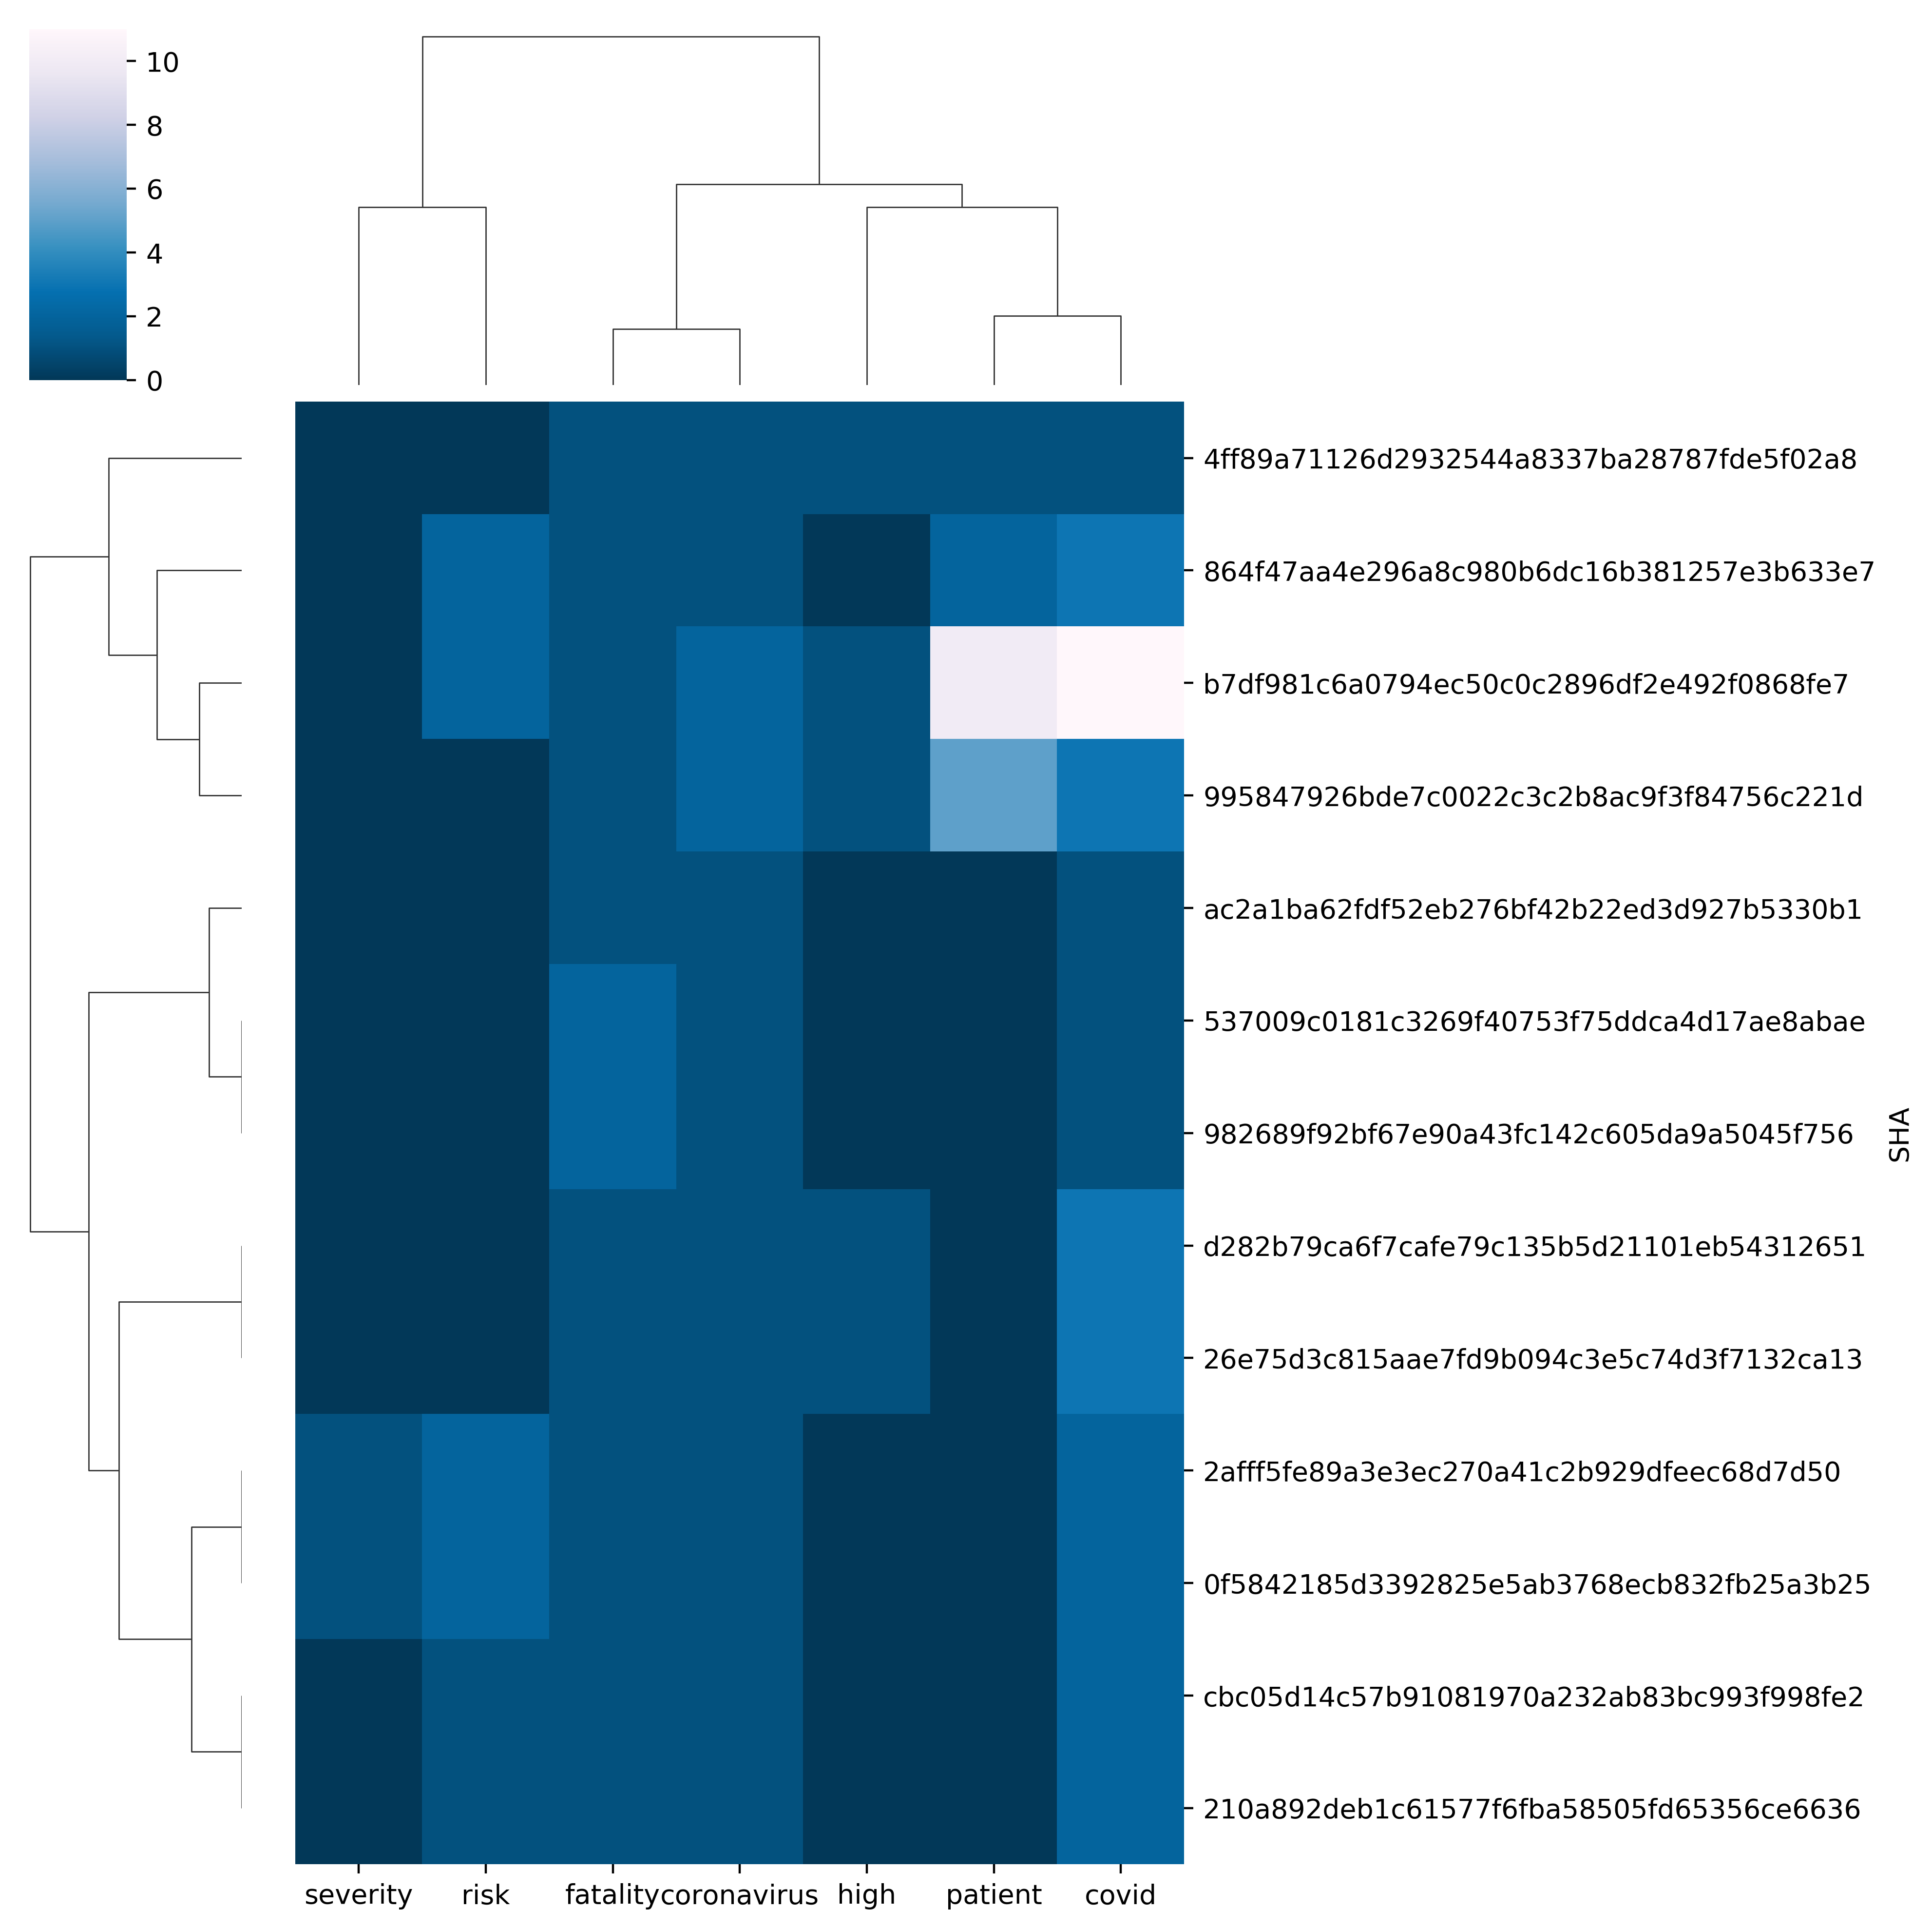 10
8
6
4
2
0
4ff89a71126d2932544a8337ba28787fde5f02a8
864f47aa4e296a8c980b6dc16b381257e3b633e7
b7df981c6a0794ec50c0c2896df2e492f0868fe7
995847926bde7c0022c3c2b8ac9f3f84756c221d
ac2a1ba62fdf52eb276bf42b22ed3d927b5330b1
537009c0181c3269f40753f75ddca4d17ae8abae
982689f92bf67e90a43fc142c605da9a5045f756
SHA
d282b79ca6f7cafe79c135b5d21101eb54312651
26e75d3c815aae7fd9b094c3e5c74d3f7132ca13
2afff5fe89a3e3ec270a41c2b929dfeec68d7d50
0f5842185d3392825e5ab3768ecb832fb25a3b25
cbc05d14c57b91081970a232ab83bc993f998fe2
210a892deb1c61577f6fba58505fd65356ce6636
severity risk fatality coronavirus high patient covid